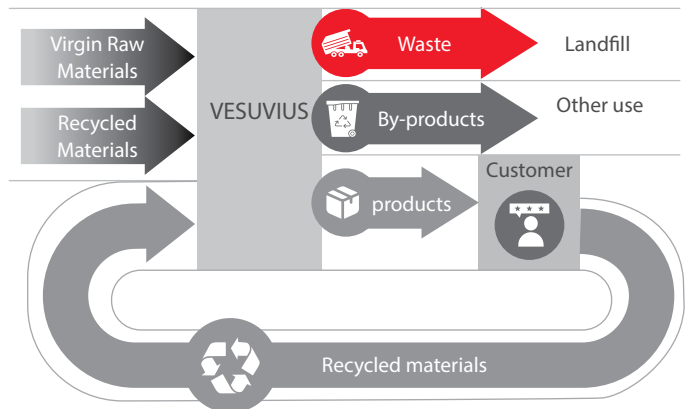 Virgin Raw
Materials
Recycled
Materials
VESUVIUS
Waste
Landfill
By-products
Other use
products
Customer
Recycled materials